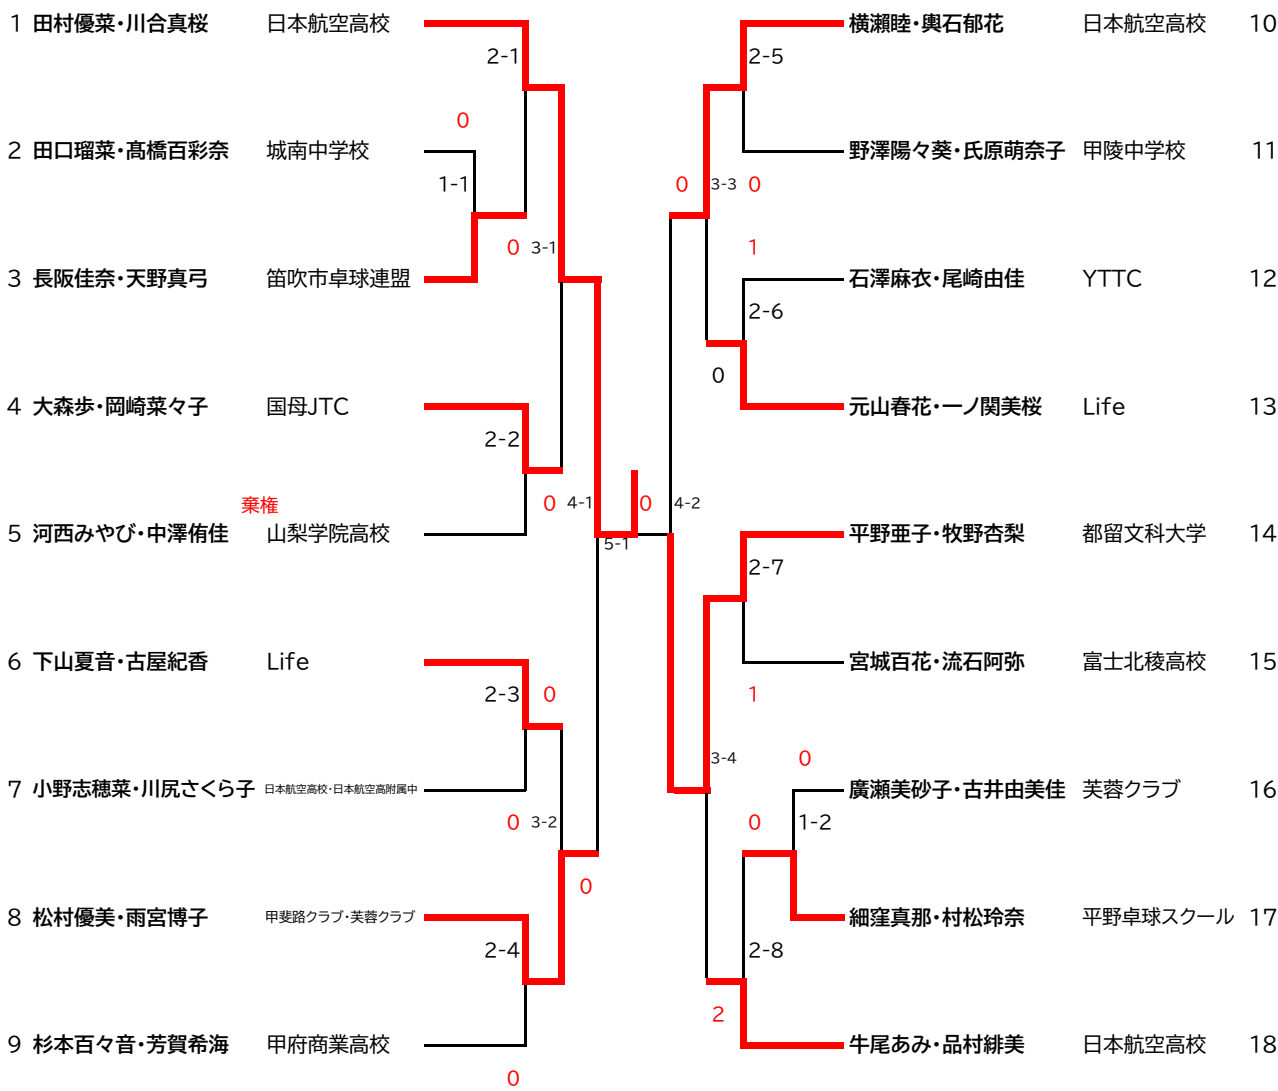 1 田村優菜・川合真桜 日本航空高校
2-1
0
2 田口瑠菜・髙橋百彩奈 城南中学校
1-1
0 3-1
3 長阪佳奈・天野真弓 笛吹市卓球連盟
4 大森歩・岡崎菜々子 国母JTC
2-2
棄権
0 4-1
5 河西みやび・中澤侑佳 山梨学院高校
5-1
6 下山夏音・古屋紀香 Life
2-3 0
7 小野志穂菜・川尻さくら子 日本航空高校・日本航空高附属中
0 3-2
0
8 松村優美・雨宮博子 甲斐路クラブ・芙蓉クラブ
2-4
9 杉本百々音・芳賀希海 甲府商業高校
0
横瀨睦・輿石郁花 日本航空高校 10
2-5
野澤陽々葵・氏原萌奈子 甲陵中学校 11
0 3-3 0
1
石澤麻衣・尾崎由佳 YTTC 12
2-6
0
元山春花・一ノ関美桜 Life 13
0 4-2
平野亜子・牧野杏梨 都留文科大学 14
2-7
宮城百花・流石阿弥 富士北稜高校 15
1
3-4 0
廣瀬美砂子・古井由美佳 芙蓉クラブ 16
0 1-2
細窪真那・村松玲奈 平野卓球スクール 17
2-8
2
牛尾あみ・品村緋美 日本航空高校 18